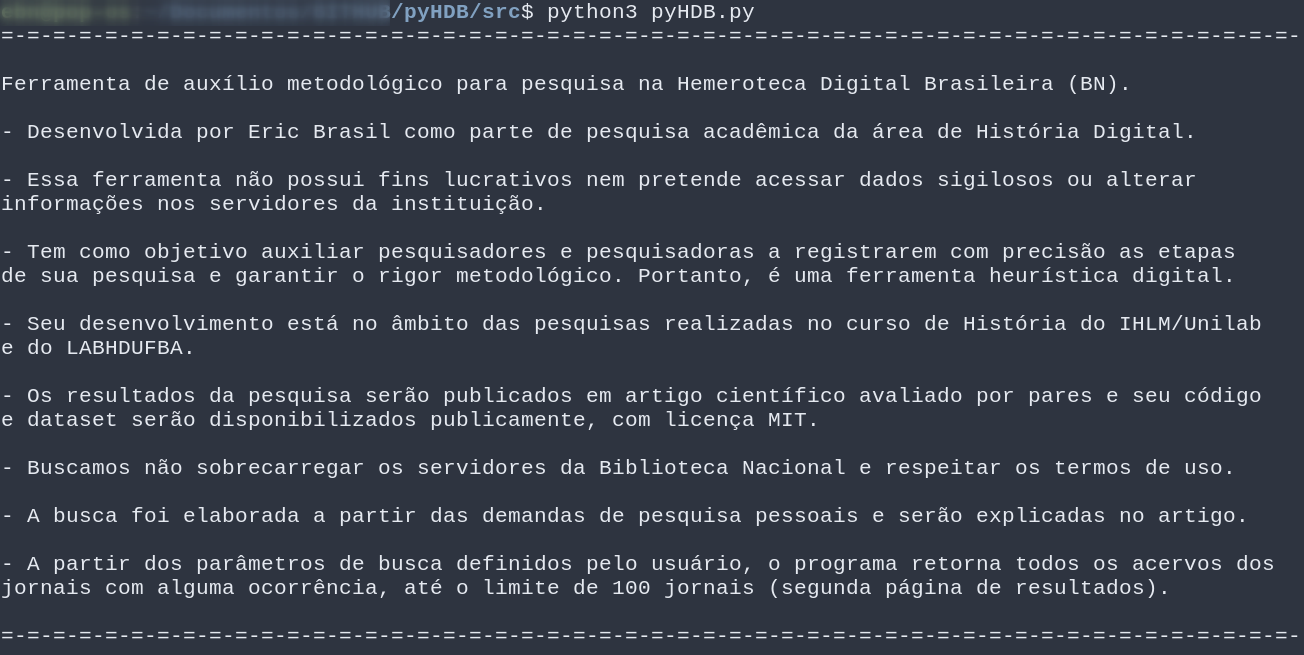 /pyHDB/src$ python3 pyHDB.py
=-=-=-=-=-=-=-=-=-=-=-=-=-=-=-=-=-=-=-=-=-=-=-=-=-=-=-=-=-=-=-=-=-=-=-=-=-=-=-=-=-=-=-=-=-=-=-=-=-=-
Ferramenta de auxílio metodológico para pesquisa na Hemeroteca Digital Brasileira (BN).
- Desenvolvida por Eric Brasil como parte de pesquisa acadêmica da área de História Digital.
- Essa ferramenta não possui fins lucrativos nem pretende acessar dados sigilosos ou alterar
informações nos servidores da instituição.
- Tem como objetivo auxiliar pesquisadores e pesquisadoras a registrarem com precisão as etapas
de sua pesquisa e garantir o rigor metodológico. Portanto, é uma ferramenta heurística digital.
- Seu desenvolvimento está no âmbito das pesquisas realizadas no curso de História do IHLM/Unilab
e do LABHDUFBA.
- Os resultados da pesquisa serão publicados em artigo científico avaliado por pares e seu código
e dataset serão disponibilizados publicamente, com licença MIT.
- Buscamos não sobrecarregar os servidores da Biblioteca Nacional e respeitar os termos de uso.
- A busca foi elaborada a partir das demandas de pesquisa pessoais e serão explicadas no artigo.
- A partir dos parâmetros de busca definidos pelo usuário, o programa retorna todos os acervos dos
jornais com alguma ocorrência, até o limite de 100 jornais (segunda página de resultados).
=-=-=-=-=-=-=-=-=-=-=-=-=-=-=-=-=-=-=-=-=-=-=-=-=-=-=-=-=-=-=-=-=-=-=-=-=-=-=-=-=-=-=-=-=-=-=-=-=-=-